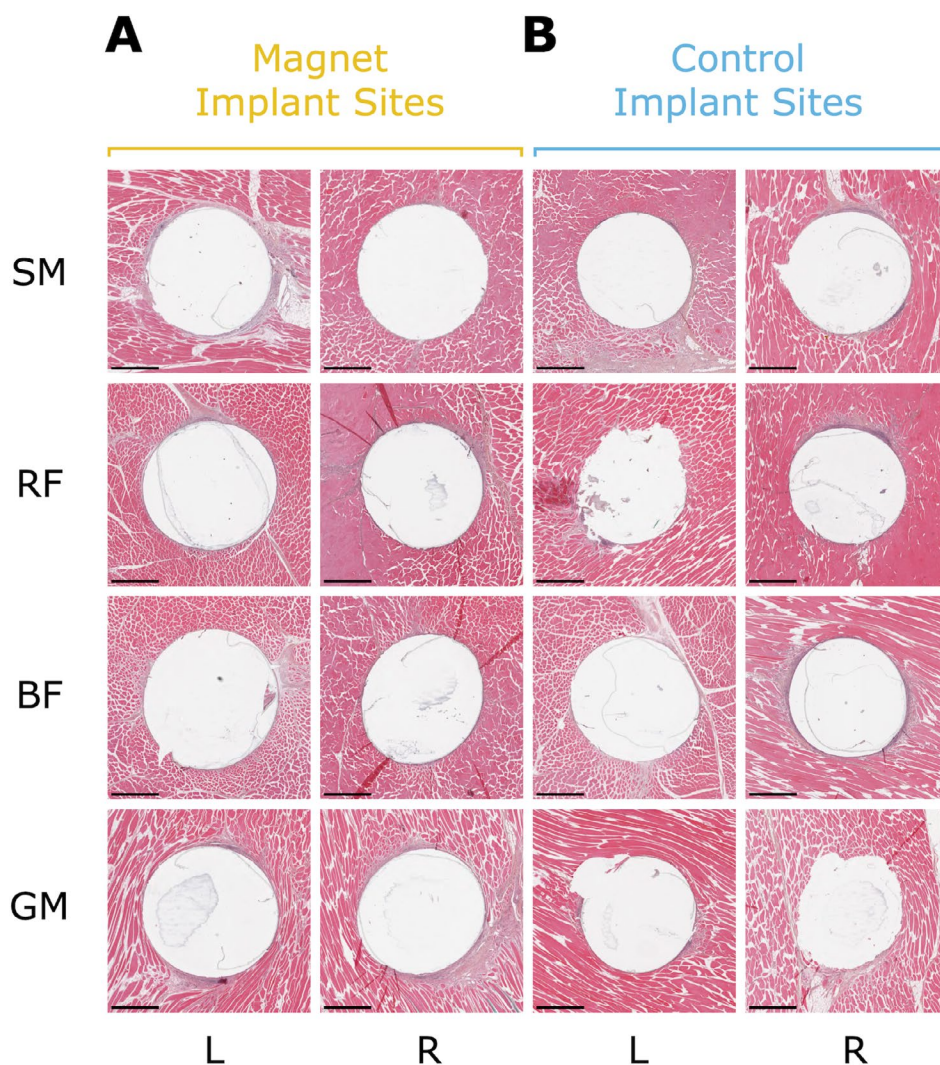 A
B
Magnet
Implant Sites
Control
Implant Sites
SM
RF
BF
GM
L
R
L
R